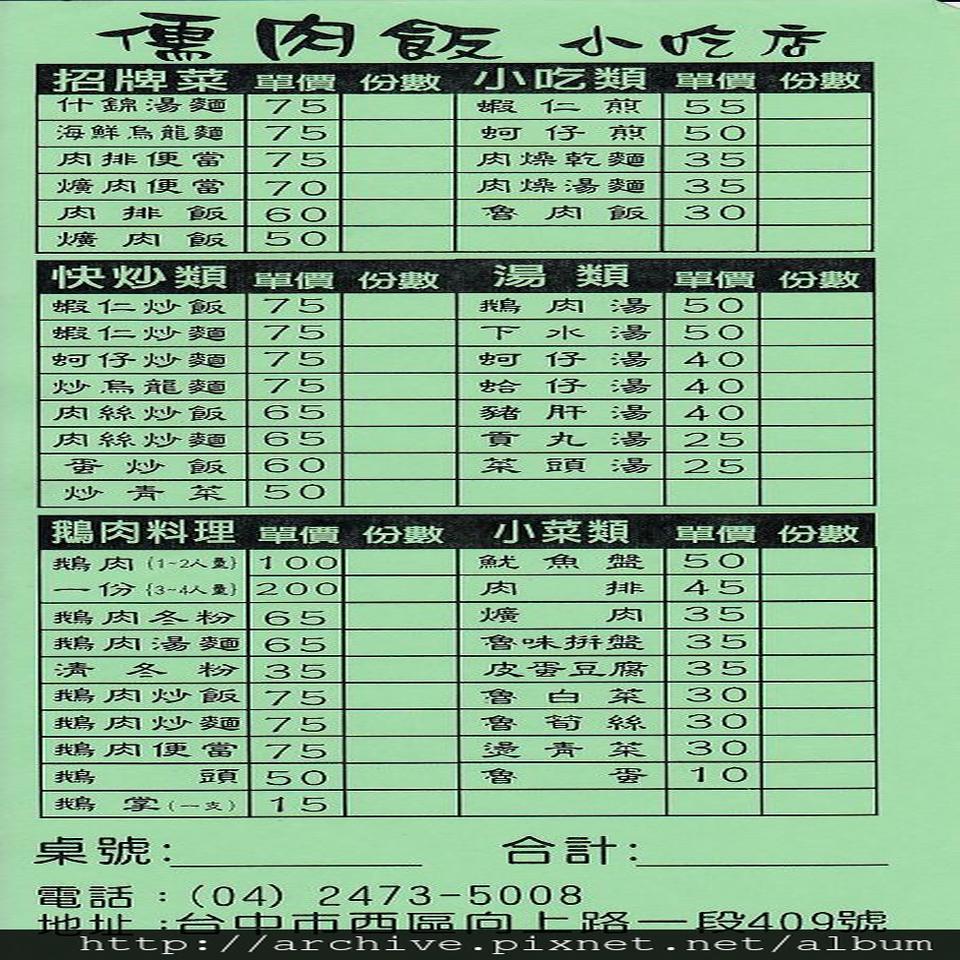 儒肉飯 小吃店
招牌菜 單價 份數 小吃類 單價 份數
什錦湯麵 75 蝦仁煎 55
海鮮烏龍麵 75 蚵仔煎 50
肉排便當 75 肉燥乾麵 35
爌肉便當 70 肉燥湯麵 35
肉排飯 60 魯肉飯 30
爌肉飯 50
快炒類 單價 份數 湯類 單價 份數
蝦仁炒飯 75 鵝肉湯 50
蝦仁炒麵 75 下水湯 50
蚵仔炒麵 75 蚵仔湯 40
炒烏龍麵 75 蛤仔湯 40
肉絲炒飯 65 豬肝湯 40
肉絲炒麵 65 貢丸湯 25
蛋炒飯 60 菜頭湯 25
炒青菜 50
鵝肉料理 單價 份數 小菜類 單價 份數
鵝肉{1~2人量} 100 魷魚盤 50
一份{3~4人量} 200 肉排 45
鵝肉冬粉 65 爌肉 35
鵝肉湯麵 65 魯味拼盤 35
清冬粉 35 皮蛋豆腐 35
鵝肉炒飯 75 魯白菜 30
鵝肉炒麵 75 魯筍絲 30
鵝肉便當 75 燙青菜 30
鵝頭 50 魯蛋 10
鵝掌(一支) 15
桌號: 合計:
電話:(04) 2473-5008
地址:台中市西區向上路一段409號
http://archive.pixnet.net/album